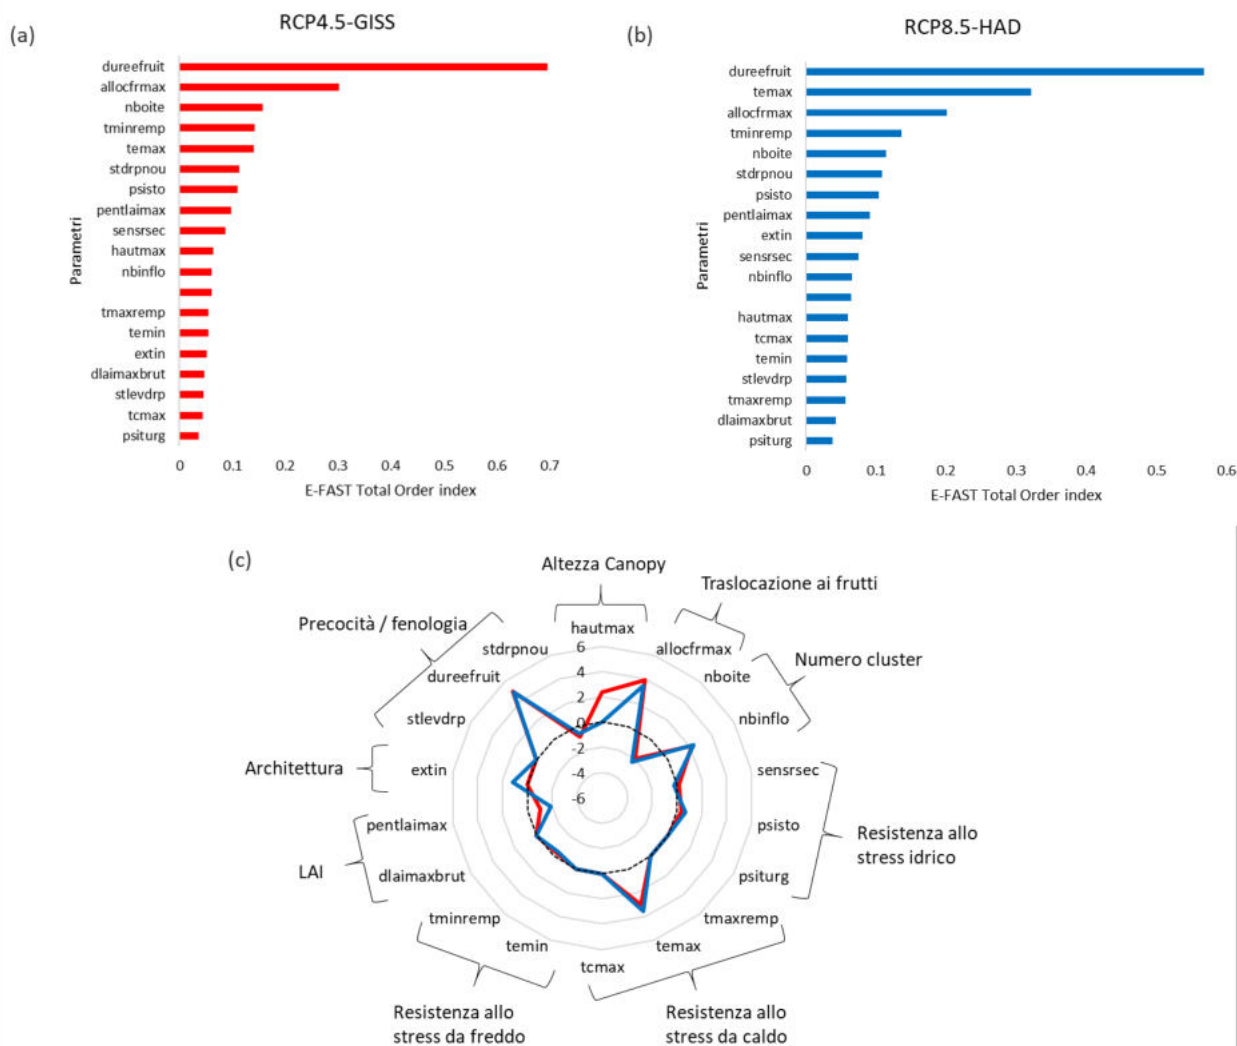 (a)
RCP4.5-GISS
Parametri
dureefruit
allocfrmax
nboite
tminremp
temax
stdrpnou
psisto
pentlaimax
sensrsec
hautmax
nbinflo
tmaxremp
temin
extin
dlaimaxbrut
stlevdrp
tcmax
psiturg
0 0.1 0.2 0.3 0.4 0.5 0.6 0.7
E-FAST Total Order index
(b)
RCP8.5-HAD
Parametri
dureefruit
temax
allocfrmax
tminremp
nboite
stdrpnou
psisto
pentlaimax
extin
sensrsec
nbinflo
hautmax
tcmax
temin
stlevdrp
tmaxremp
dlaimaxbrut
psiturg
0 0.1 0.2 0.3 0.4 0.5 0.6
E-FAST Total Order index
(c)
Altezza Canopy
Traslocazione ai frutti
Numero cluster
Resistenza allo
stress idrico
Resistenza allo
stress da caldo
Resistenza allo
stress da freddo
LAI
Architettura
Precocità / fenologia
hautmax
allocfrmax
nboite
nbinflo
sensrsec
psisto
psiturg
tmaxremp
temax
tcmax
temin
tminremp
dlaimaxbrut
pentlaimax
extin
stlevdrp
dureefruit
stdrpnou
6
4
2
0
-2
-4
-6